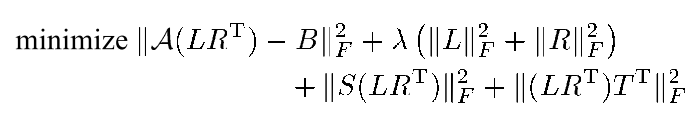 minimize ‖𝒜(LRᵀ) − B‖²_F + λ (‖L‖²_F + ‖R‖²_F)
+ ‖S(LRᵀ)‖²_F + ‖(LRᵀ)Tᵀ‖²_F